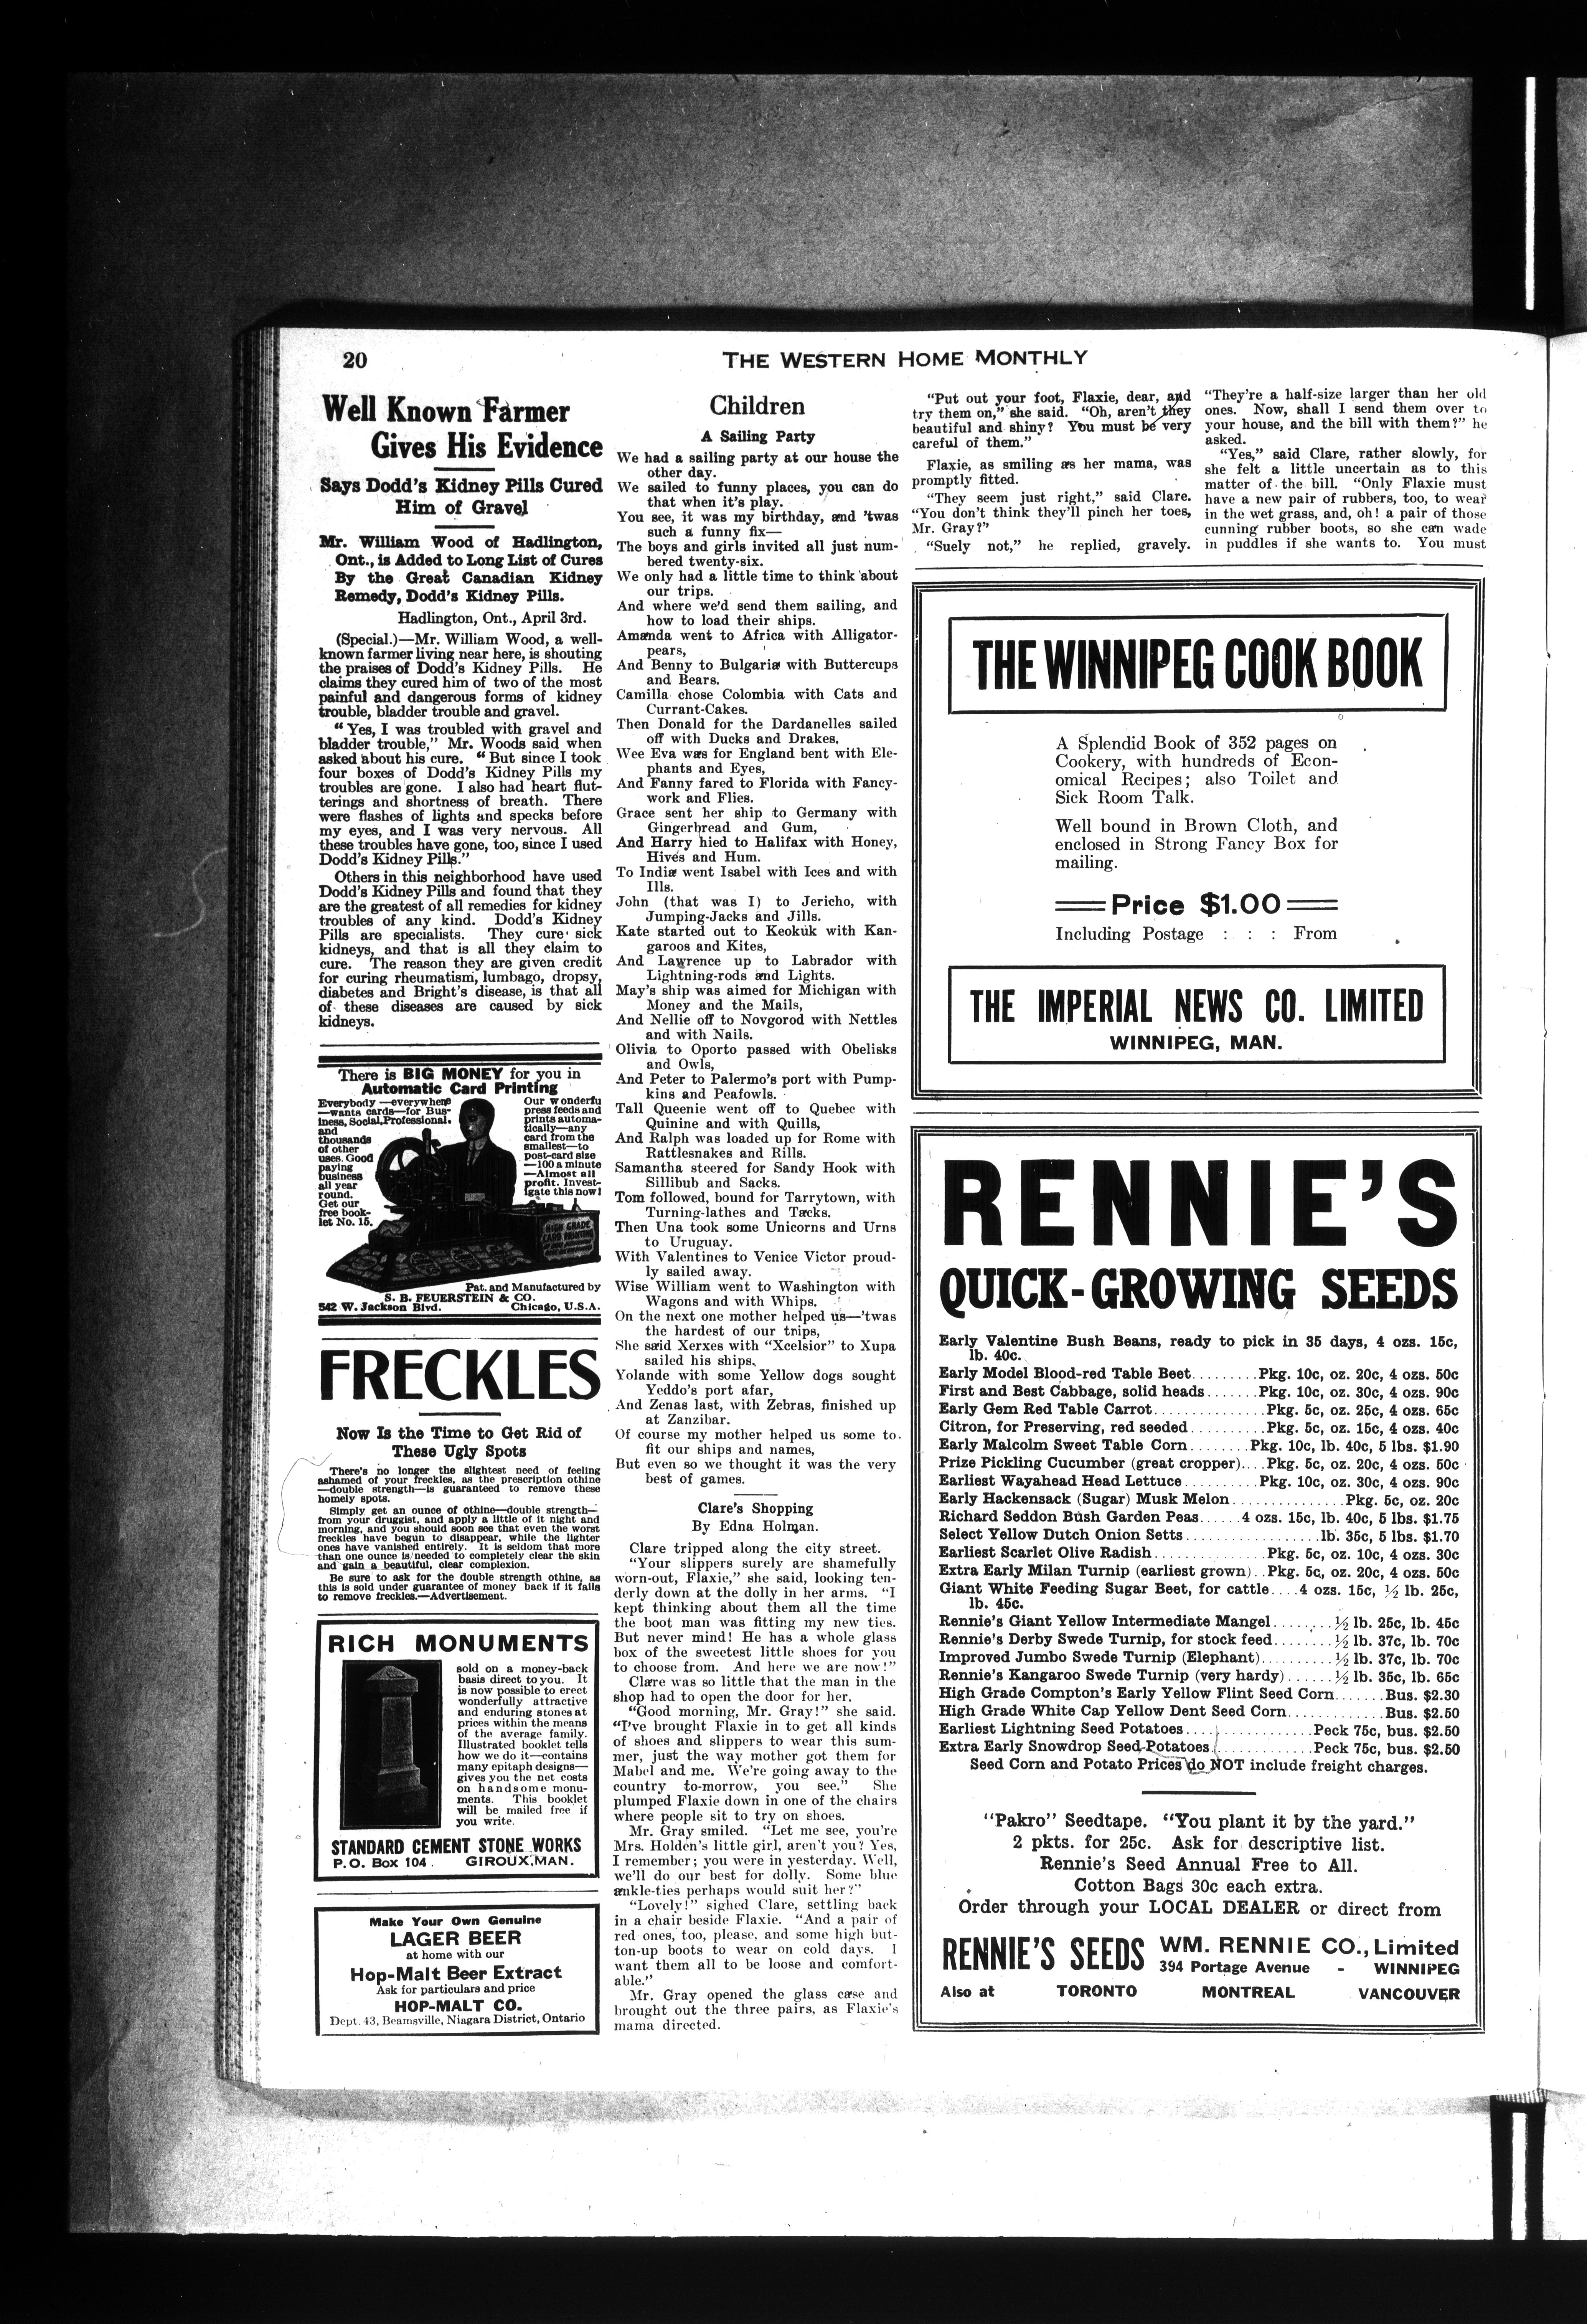 20
THE WESTERN HOME MONTHLY
Well Known Farmer
Gives His Evidence
Says Dodd's Kidney Pills Cured
Him of Gravel
Mr. William Wood of Hadlington,
Ont., is Added to Long List of Cures
By the Great Canadian Kidney
Remedy, Dodd's Kidney Pills.
Hadlington, Ont., April 3rd.
(Special.)—Mr. William Wood, a well-
known farmer living near here, is shouting
the praises of Dodd's Kidney Pills. He
claims they cured him of two of the most
painful and dangerous forms of kidney
trouble, bladder trouble and gravel.
"Yes, I was troubled with gravel and
bladder trouble," Mr. Woods said when
asked about his cure. "But since I took
four boxes of Dodd's Kidney Pills my
troubles are gone. I also had heart flut-
terings and shortness of breath. There
were flashes of lights and specks before
my eyes, and I was very nervous. All
these troubles have gone, too, since I used
Dodd's Kidney Pills."
Others in this neighborhood have used
Dodd's Kidney Pills and found that they
are the greatest of all remedies for kidney
troubles of any kind. Dodd's Kidney
Pills are specialists. They cure sick
kidneys, and that is all they claim to
cure. The reason they are given credit
for curing rheumatism, lumbago, dropsy,
diabetes and Bright's disease, is that all
of these diseases are caused by sick
kidneys.
There is BIG MONEY for you in
Automatic Card Printing
Everybody—everywhere
—wants cards—for Bus-
iness, Social, Professional,
and
thousands
of other
uses. Good
paying
business
all year
round.
Get our
free book-
let No. 15.
Our wonderfu
press feeds and
prints automa-
tically—any
card from the
smallest—to
post-card size
—100 a minute
—Almost all
profit. Invest-
igate this now!
HIGH GRADE
CARD PRINTING
Pat. and Manufactured by
S. B. FEUERSTEIN & CO.
542 W. Jackson Blvd. Chicago, U.S.A.
FRECKLES
Now Is the Time to Get Rid of
These Ugly Spots
There's no longer the slightest need of feeling
ashamed of your freckles, as the prescription othine
—double strength—is guaranteed to remove these
homely spots.
Simply get an ounce of othine—double strength—
from your druggist, and apply a little of it night and
morning, and you should soon see that even the worst
freckles have begun to disappear, while the lighter
ones have vanished entirely. It is seldom that more
than one ounce is needed to completely clear the skin
and gain a beautiful, clear complexion.
Be sure to ask for the double strength othine, as
this is sold under guarantee of money back if it fails
to remove freckles.—Advertisement.
RICH MONUMENTS
sold on a money-back
basis direct to you. It
is now possible to erect
wonderfully attractive
and enduring stones at
prices within the means
of the average family.
Illustrated booklet tells
how we do it—contains
many epitaph designs—
gives you the net costs
on handsome monu-
ments. This booklet
will be mailed free if
you write.
STANDARD CEMENT STONE WORKS
P.O. Box 104. GIROUX, MAN.
Make Your Own Genuine
LAGER BEER
at home with our
Hop-Malt Beer Extract
Ask for particulars and price
HOP-MALT CO.
Dept. 43, Beamsville, Niagara District, Ontario
Children
A Sailing Party
We had a sailing party at our house the
other day.
We sailed to funny places, you can do
that when it's play.
You see, it was my birthday, and 'twas
such a funny fix—
The boys and girls invited all just num-
bered twenty-six.
We only had a little time to think about
our trips.
And where we'd send them sailing, and
how to load their ships.
Amanda went to Africa with Alligator-
pears,
And Benny to Bulgaria with Buttercups
and Bears.
Camilla chose Colombia with Cats and
Currant-Cakes.
Then Donald for the Dardanelles sailed
off with Ducks and Drakes.
Wee Eva was for England bent with Ele-
phants and Eyes,
And Fanny fared to Florida with Fancy-
work and Flies.
Grace sent her ship to Germany with
Gingerbread and Gum,
And Harry hied to Halifax with Honey,
Hives and Hum.
To India went Isabel with Ices and with
Ills.
John (that was I) to Jericho, with
Jumping-Jacks and Jills.
Kate started out to Keokuk with Kan-
garoos and Kites,
And Lawrence up to Labrador with
Lightning-rods and Lights.
May's ship was aimed for Michigan with
Money and the Mails,
And Nellie off to Novgorod with Nettles
and with Nails.
Olivia to Oporto passed with Obelisks
and Owls,
And Peter to Palermo's port with Pump-
kins and Peafowls.
Tall Queenie went off to Quebec with
Quinine and with Quills,
And Ralph was loaded up for Rome with
Rattlesnakes and Rills.
Samantha steered for Sandy Hook with
Sillibub and Sacks.
Tom followed, bound for Tarrytown, with
Turning-lathes and Tacks.
Then Una took some Unicorns and Urns
to Uruguay.
With Valentines to Venice Victor proud-
ly sailed away.
Wise William went to Washington with
Wagons and with Whips.
On the next one mother helped us—'twas
the hardest of our trips,
She said Xerxes with "Xcelsior" to Xupa
sailed his ships.
Yolande with some Yellow dogs sought
Yeddo's port afar,
And Zenas last, with Zebras, finished up
at Zanzibar.
Of course my mother helped us some to
fit our ships and names,
But even so we thought it was the very
best of games.
Clare's Shopping
By Edna Holman.
Clare tripped along the city street.
"Your slippers surely are shamefully
worn-out, Flaxie," she said, looking ten-
derly down at the dolly in her arms. "I
kept thinking about them all the time
the boot man was fitting my new ties.
But never mind! He has a whole glass
box of the sweetest little shoes for you
to choose from. And here we are now!"
Clare was so little that the man in the
shop had to open the door for her.
"Good morning, Mr. Gray!" she said.
"I've brought Flaxie in to get all kinds
of shoes and slippers to wear this sum-
mer, just the way mother got them for
Mabel and me. We're going away to the
country to-morrow, you see." She
plumped Flaxie down in one of the chairs
where people sit to try on shoes.
Mr. Gray smiled. "Let me see, you're
Mrs. Holden's little girl, aren't you? Yes,
I remember; you were in yesterday. Well,
we'll do our best for dolly. Some blue
ankle-ties perhaps would suit her?"
"Lovely!" sighed Clare, settling back
in a chair beside Flaxie. "And a pair of
red ones, too, please, and some high but-
ton-up boots to wear on cold days. I
want them all to be loose and comfort-
able."
Mr. Gray opened the glass case and
brought out the three pairs, as Flaxie's
mama directed.
"Put out your foot, Flaxie, dear, and
try them on," she said. "Oh, aren't they
beautiful and shiny? You must be very
careful of them."
Flaxie, as smiling as her mama, was
promptly fitted.
"They seem just right," said Clare.
"You don't think they'll pinch her toes,
Mr. Gray?"
"Suely not," he replied, gravely.
"They're a half-size larger than her old
ones. Now, shall I send them over to
your house, and the bill with them?" he
asked.
"Yes," said Clare, rather slowly, for
she felt a little uncertain as to this
matter of the bill. "Only Flaxie must
have a new pair of rubbers, too, to wear
in the wet grass, and, oh! a pair of those
cunning rubber boots, so she can wade
in puddles if she wants to. You must
THE WINNIPEG COOK BOOK
A Splendid Book of 352 pages on
Cookery, with hundreds of Econ-
omical Recipes; also Toilet and
Sick Room Talk.
Well bound in Brown Cloth, and
enclosed in Strong Fancy Box for
mailing.
Price $1.00
Including Postage : : : From
THE IMPERIAL NEWS CO. LIMITED
WINNIPEG, MAN.
RENNIE'S
QUICK-GROWING SEEDS
Early Valentine Bush Beans, ready to pick in 35 days, 4 ozs. 15c,
lb. 40c.
Early Model Blood-red Table Beet.........Pkg. 10c, oz. 20c, 4 ozs. 50c
First and Best Cabbage, solid heads.......Pkg. 10c, oz. 30c, 4 ozs. 90c
Early Gem Red Table Carrot...............Pkg. 5c, oz. 25c, 4 ozs. 65c
Citron, for Preserving, red seeded..........Pkg. 5c, oz. 15c, 4 ozs. 40c
Early Malcolm Sweet Table Corn........Pkg. 10c, lb. 40c, 5 lbs. $1.90
Prize Pickling Cucumber (great cropper)...Pkg. 5c, oz. 20c, 4 ozs. 50c
Earliest Wayahead Head Lettuce..........Pkg. 10c, oz. 30c, 4 ozs. 90c
Early Hackensack (Sugar) Musk Melon...............Pkg. 5c, oz. 20c
Richard Seddon Bush Garden Peas......4 ozs. 15c, lb. 40c, 5 lbs. $1.75
Select Yellow Dutch Onion Setts..................lb. 35c, 5 lbs. $1.70
Earliest Scarlet Olive Radish...............Pkg. 5c, oz. 10c, 4 ozs. 30c
Extra Early Milan Turnip (earliest grown)..Pkg. 5c, oz. 20c, 4 ozs. 50c
Giant White Feeding Sugar Beet, for cattle....4 ozs. 15c, ½ lb. 25c,
lb. 45c.
Rennie's Giant Yellow Intermediate Mangel........½ lb. 25c, lb. 45c
Rennie's Derby Swede Turnip, for stock feed........½ lb. 37c, lb. 70c
Improved Jumbo Swede Turnip (Elephant)..........½ lb. 37c, lb. 70c
Rennie's Kangaroo Swede Turnip (very hardy)......½ lb. 35c, lb. 65c
High Grade Compton's Early Yellow Flint Seed Corn.......Bus. $2.30
High Grade White Cap Yellow Dent Seed Corn............Bus. $2.50
Earliest Lightning Seed Potatoes.................Peck 75c, bus. $2.50
Extra Early Snowdrop Seed Potatoes..............Peck 75c, bus. $2.50
Seed Corn and Potato Prices do NOT include freight charges.
"Pakro" Seedtape. "You plant it by the yard."
2 pkts. for 25c. Ask for descriptive list.
Rennie's Seed Annual Free to All.
Cotton Bags 30c each extra.
Order through your LOCAL DEALER or direct from
RENNIE'S SEEDS WM. RENNIE CO., Limited
394 Portage Avenue - WINNIPEG
Also at TORONTO MONTREAL VANCOUVER